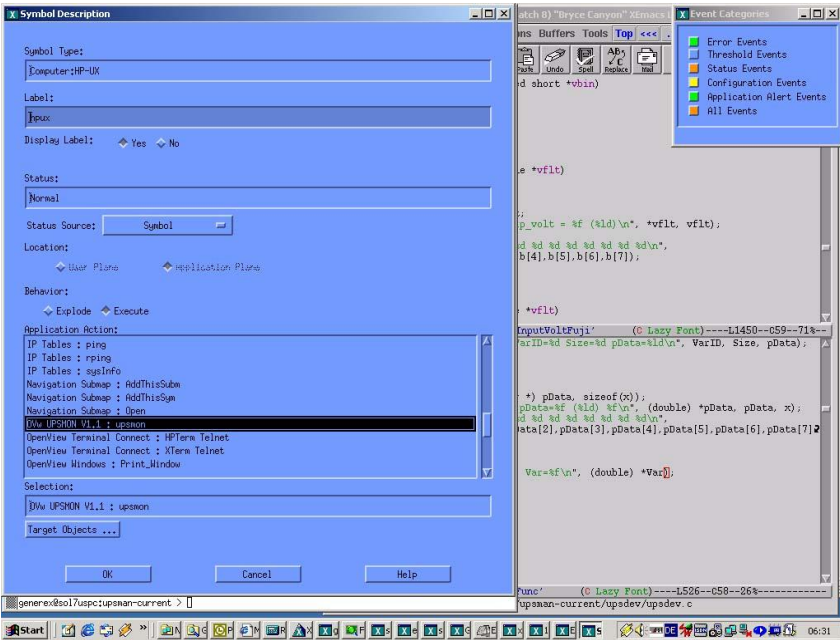 Symbol Description
Symbol Type:
Computer:HP-UX
Label:
hpux
Display Label: Yes No
Status:
Normal
Status Source: Symbol
Location:
User Plane Application Plane
Behavior:
Explode Execute
Application Action:
IP Tables : ping
IP Tables : rping
IP Tables : sysInfo
Navigation Submap : AddThisSubm
Navigation Submap : AddThisSym
Navigation Submap : Open
OVw UPSMON V1.1 : upsmon
OpenView Terminal Connect : HPTerm Telnet
OpenView Terminal Connect : XTerm Telnet
OpenView Windows : Print_Window
Selection:
OVw UPSMON V1.1 : upsmon
Target Objects ...
OK Cancel Help
generex@sol7uspc:upsman-current >
atch 8) "Bryce Canyon" XEmacs
ns Buffers Tools Top <<<
Paste Undo Spell Replace Mail
d short *vbin)
e *vflt)
p_volt = %f (%ld)\n", *vflt, vflt);
d %d %d %d %d %d %d %d\n",
b[4],b[5],b[6],b[7]);
*vflt)
InputVoltFuji' (C Lazy Font)----L1450--C59--71%--
VarID=%d Size=%d pData=%ld\n", VarID, Size, pData);
*) pData, sizeof(x));
pData=%f (%ld) %f\n", (double) *pData, pData, x);
d %d %d %d %d %d %d %d\n",
ata[2],pData[3],pData[4],pData[5],pData[6],pData[7]
Var=%f\n", (double) *Var);
Func' (C Lazy Font)----L526--C58--26%
/upsman-current/upsdev/upsdev.c
Event Categories
Error Events
Threshold Events
Status Events
Configuration Events
Application Alert Events
All Events
Start
DE
06:31